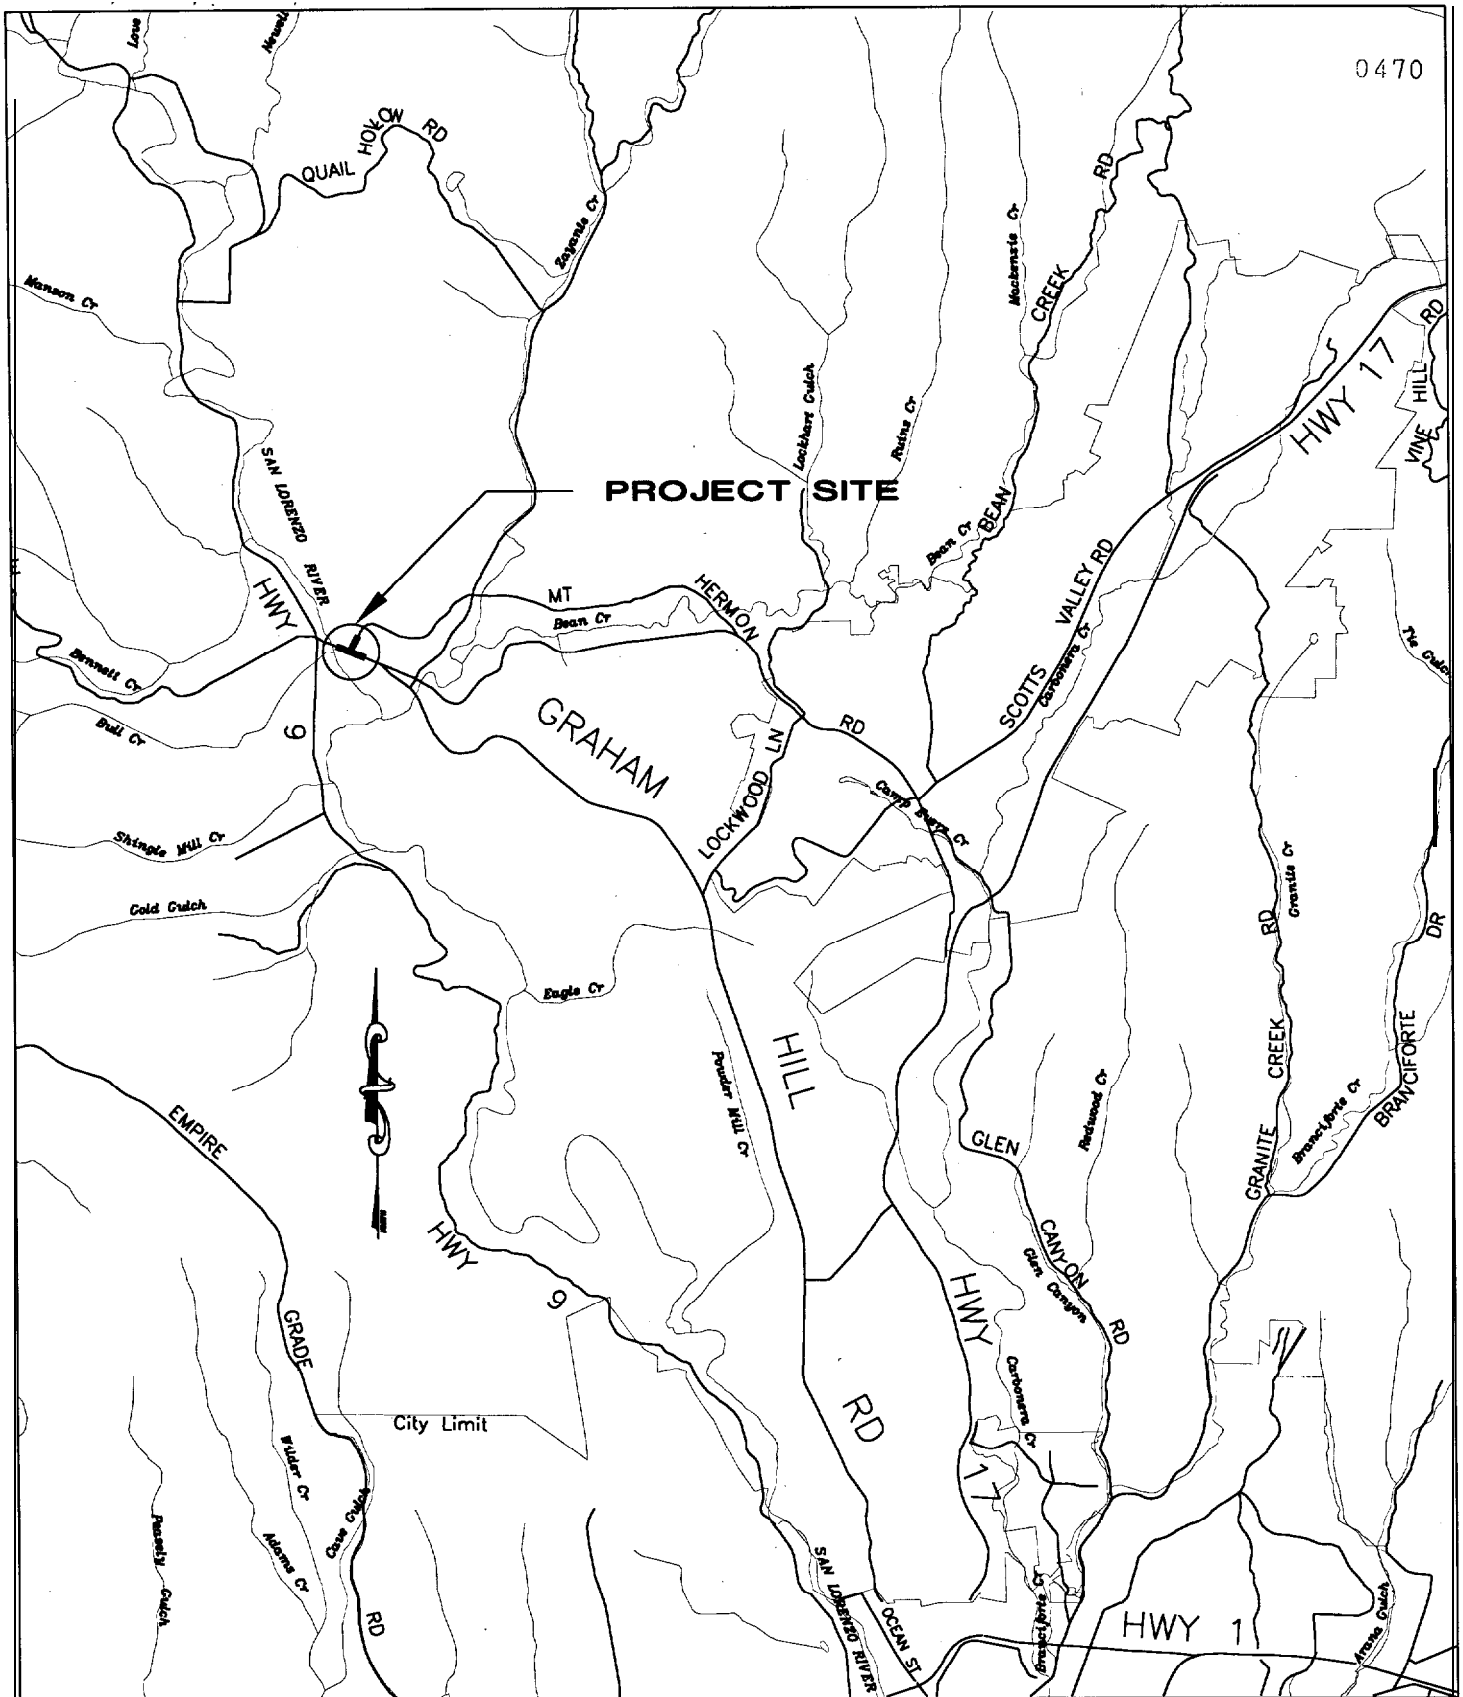 0470
Love
Newell
QUAIL HOLLOW RD
Zayante Cr
Manson Cr
Mackenzie Cr
BEAN CREEK RD
HWY 17
VINE HILL RD
Lockhart Gulch
Ruins Cr
SAN LORENZO RIVER
PROJECT SITE
Bean Cr
HWY 9
MT HERMON RD
Bean Cr
SCOTTS VALLEY RD
Carbonera Cr
Tie Gulch
Bennett Cr
Bull Cr
GRAHAM HILL RD
LOCKWOOD LN
Camp Evers Cr
Shingle Mill Cr
Gold Gulch
Eagle Cr
GRANITE CREEK RD
Granite Cr
BRANCIFORTE DR
Powder Mill Cr
Redwood Cr
Branciforte Cr
EMPIRE GRADE RD
GLEN CANYON RD
Glen Canyon
HWY 9
HWY 17
Carbonera Cr
City Limit
Wilder Cr
Cave Gulch
Adams Cr
Peasely Gulch
SAN LORENZO RIVER
OCEAN ST
Branciforte Cr
HWY 1
Arana Gulch